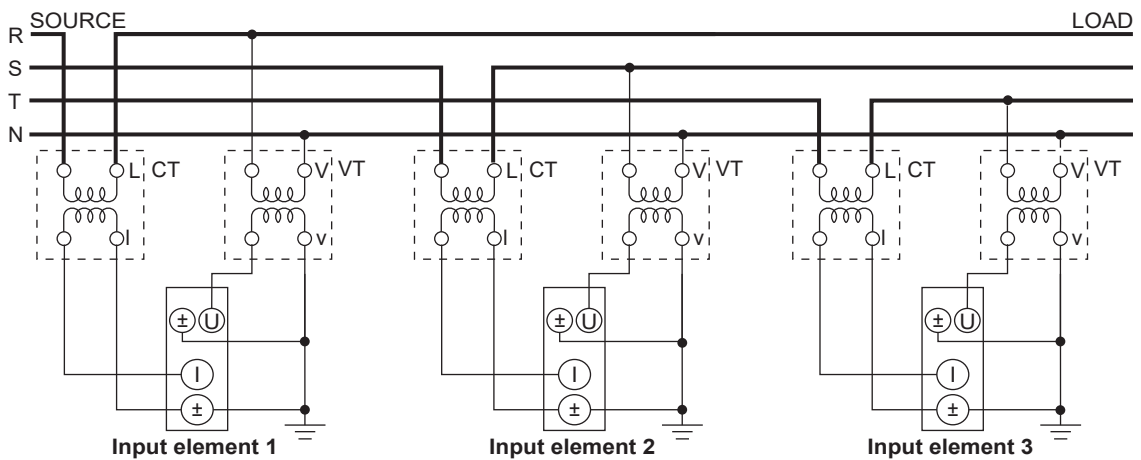 SOURCE LOAD
R
S
T
N
L CT V VT L CT V VT L CT V VT
l v l v l v
± U ± U ± U
I I I
± ± ±
Input element 1 Input element 2 Input element 3